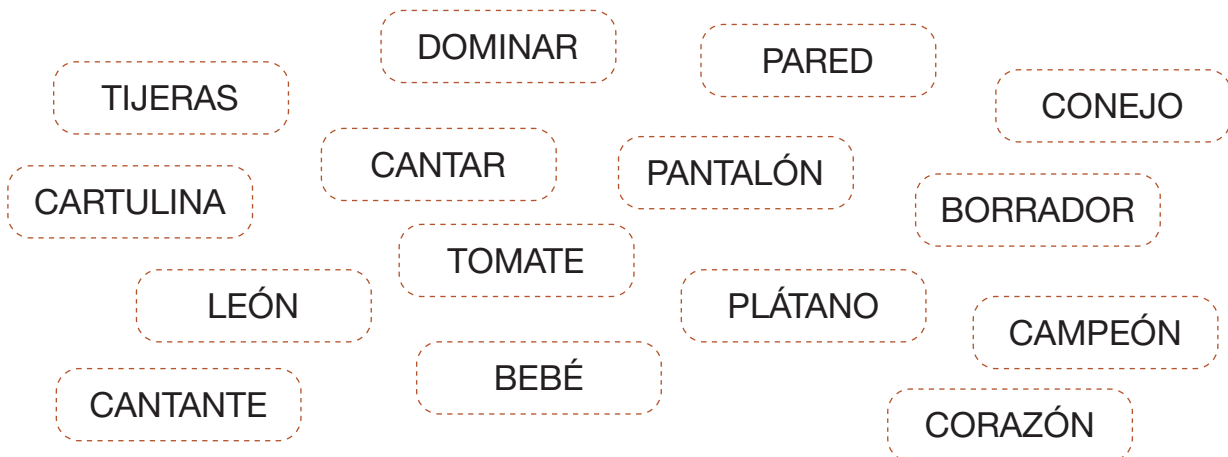 DOMINAR
PARED
TIJERAS
CONEJO
CANTAR
PANTALÓN
CARTULINA
BORRADOR
TOMATE
LEÓN
PLÁTANO
CAMPEÓN
BEBÉ
CANTANTE
CORAZÓN